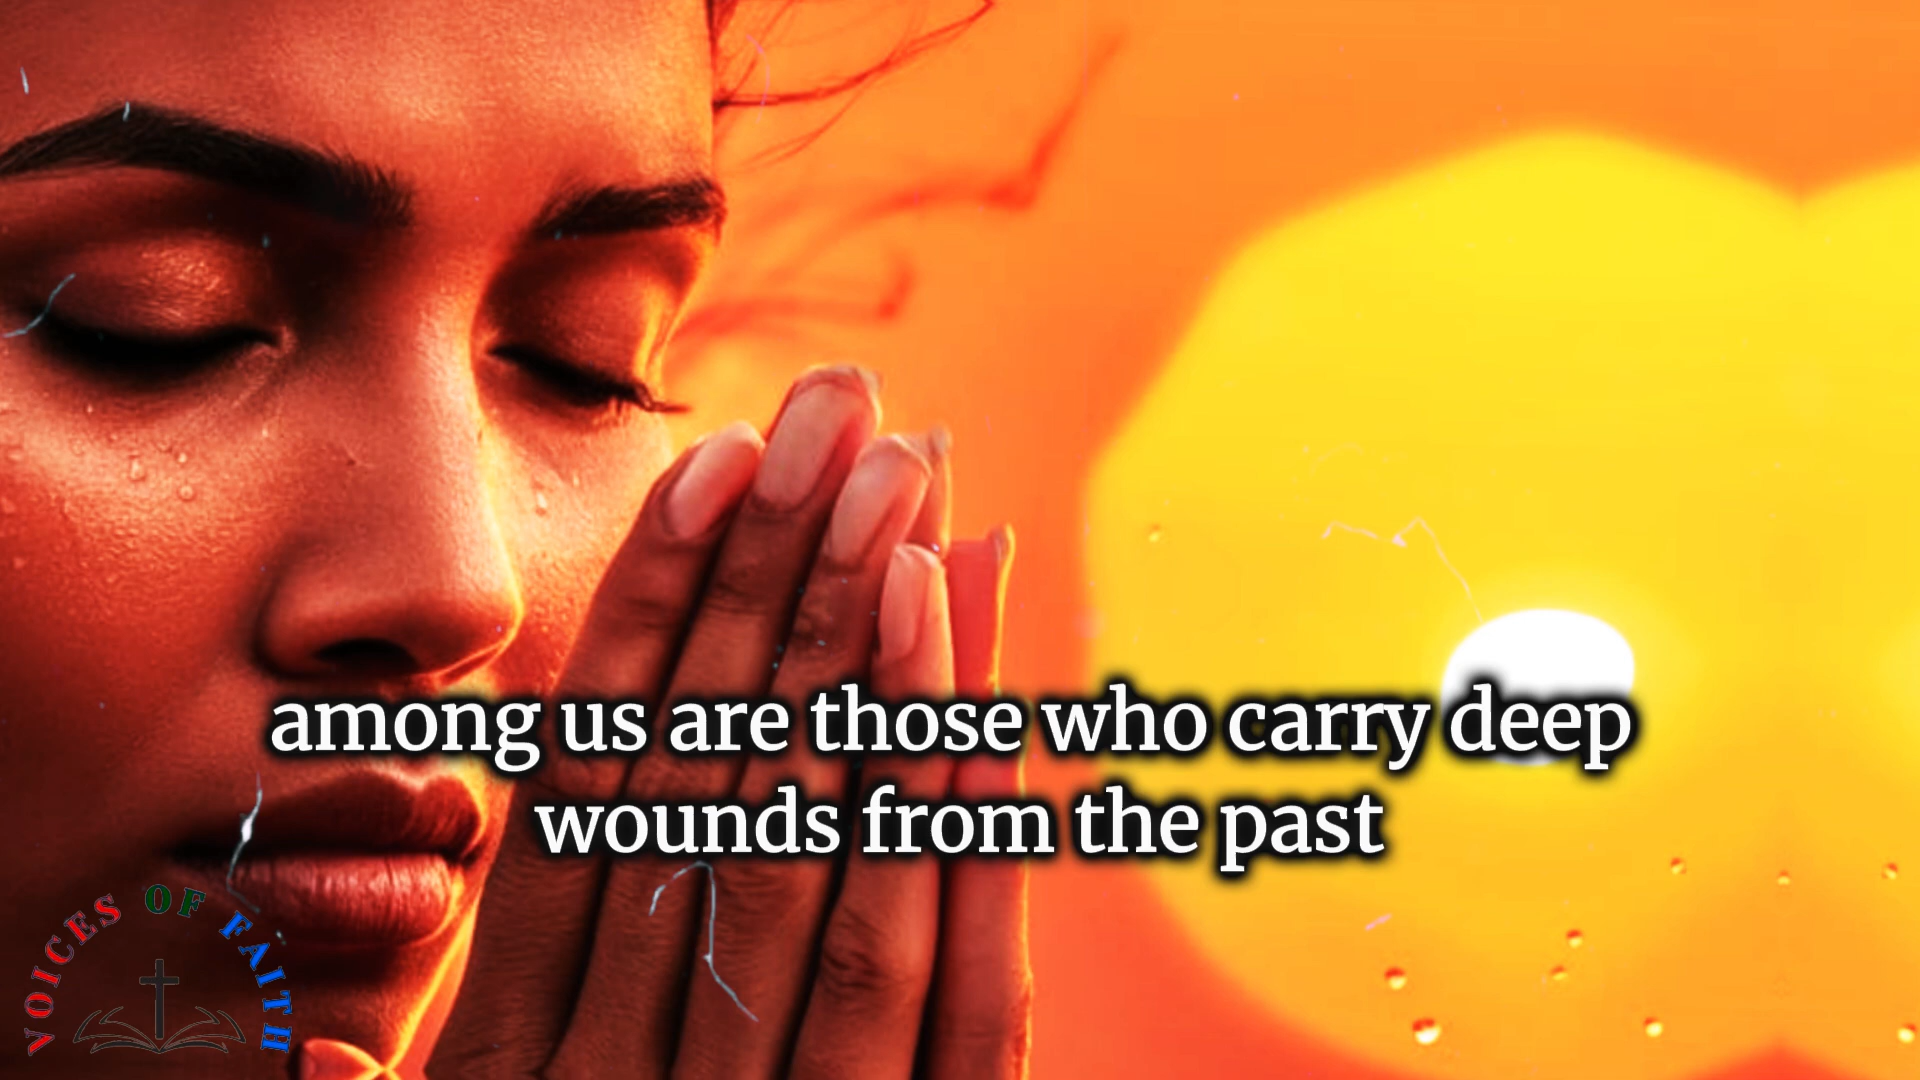 among us are those who carry deep
wounds from the past
VOICES OF FAITH